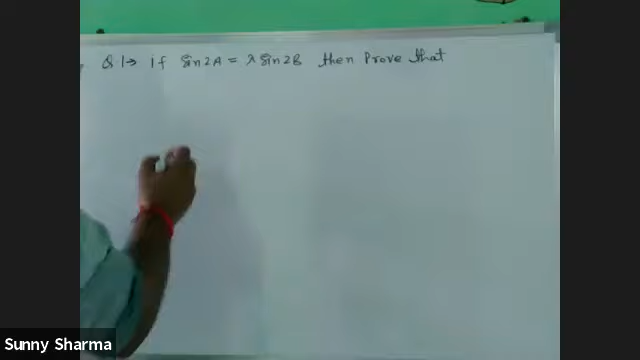 Q 1→ if Sin2A = λ Sin2B then Prove that
Sunny Sharma